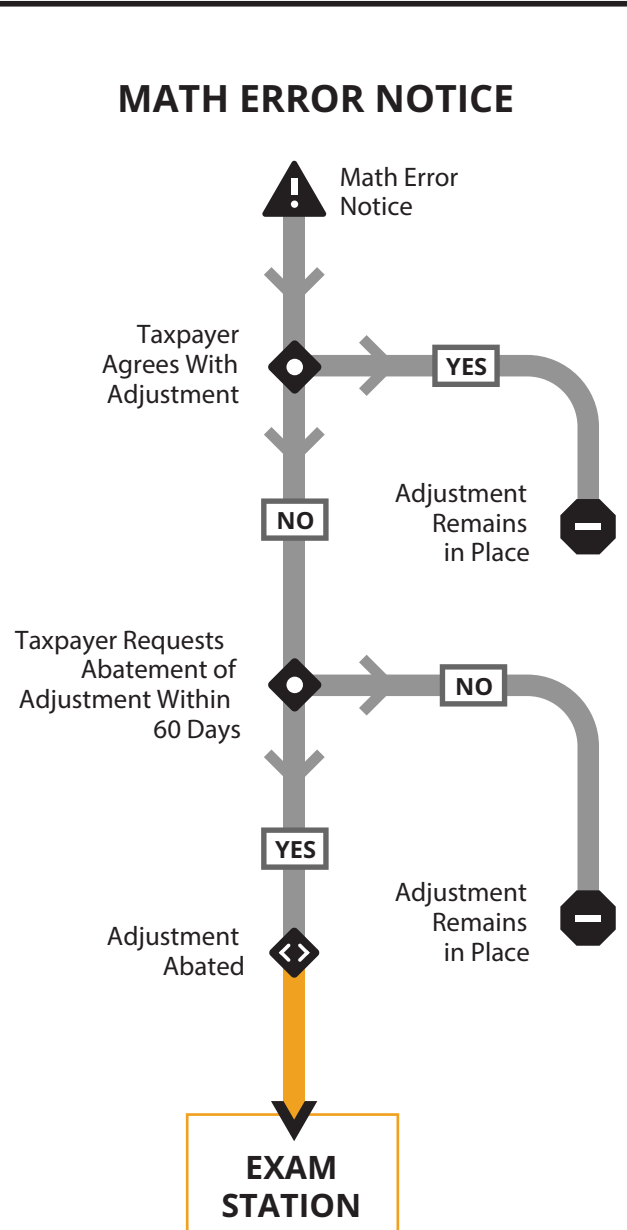 MATH ERROR NOTICE
Math Error
Notice
Taxpayer
Agrees With
Adjustment
YES
NO
Adjustment
Remains
in Place
Taxpayer Requests
Abatement of
Adjustment Within
60 Days
NO
YES
Adjustment
Remains
in Place
Adjustment
Abated
EXAM
STATION